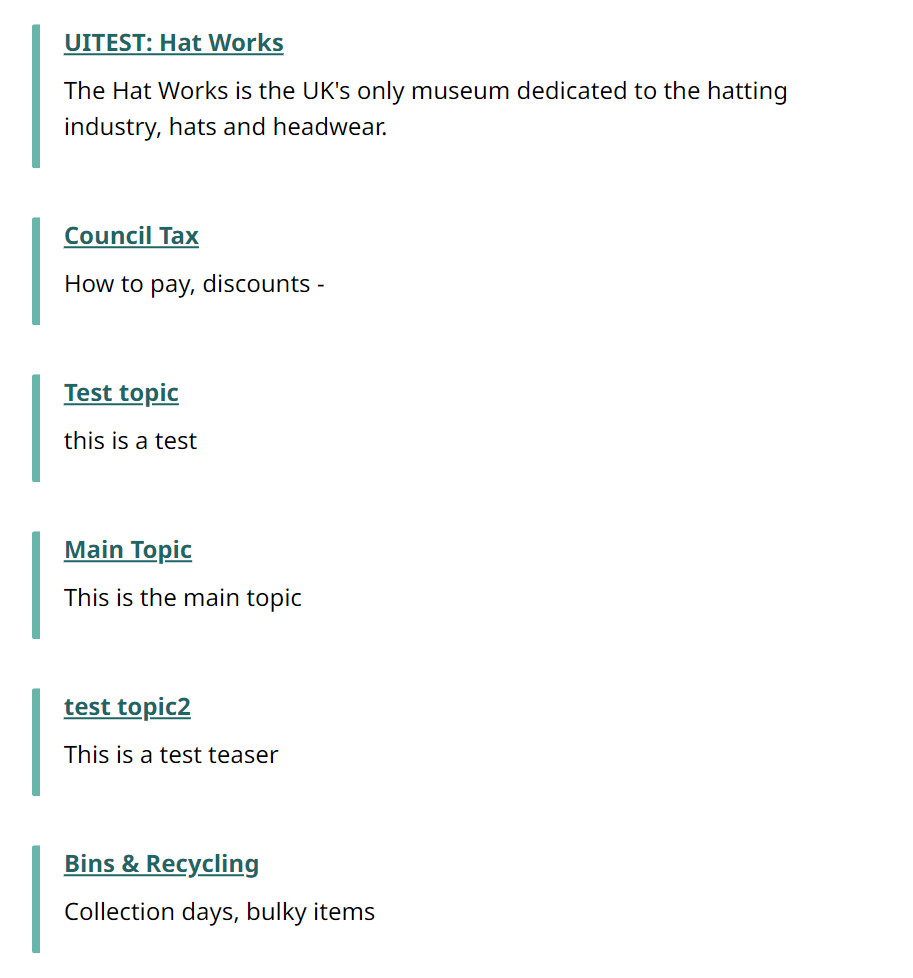 UITEST: Hat Works
The Hat Works is the UK's only museum dedicated to the hatting
industry, hats and headwear.
Council Tax
How to pay, discounts -
Test topic
this is a test
Main Topic
This is the main topic
test topic2
This is a test teaser
Bins & Recycling
Collection days, bulky items